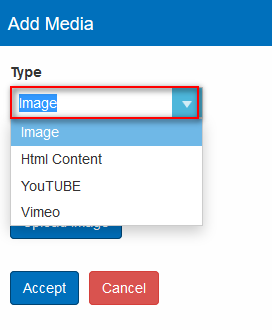 Add Media
Type
Image
Image
Html Content
YouTUBE
Vimeo
Accept
Cancel